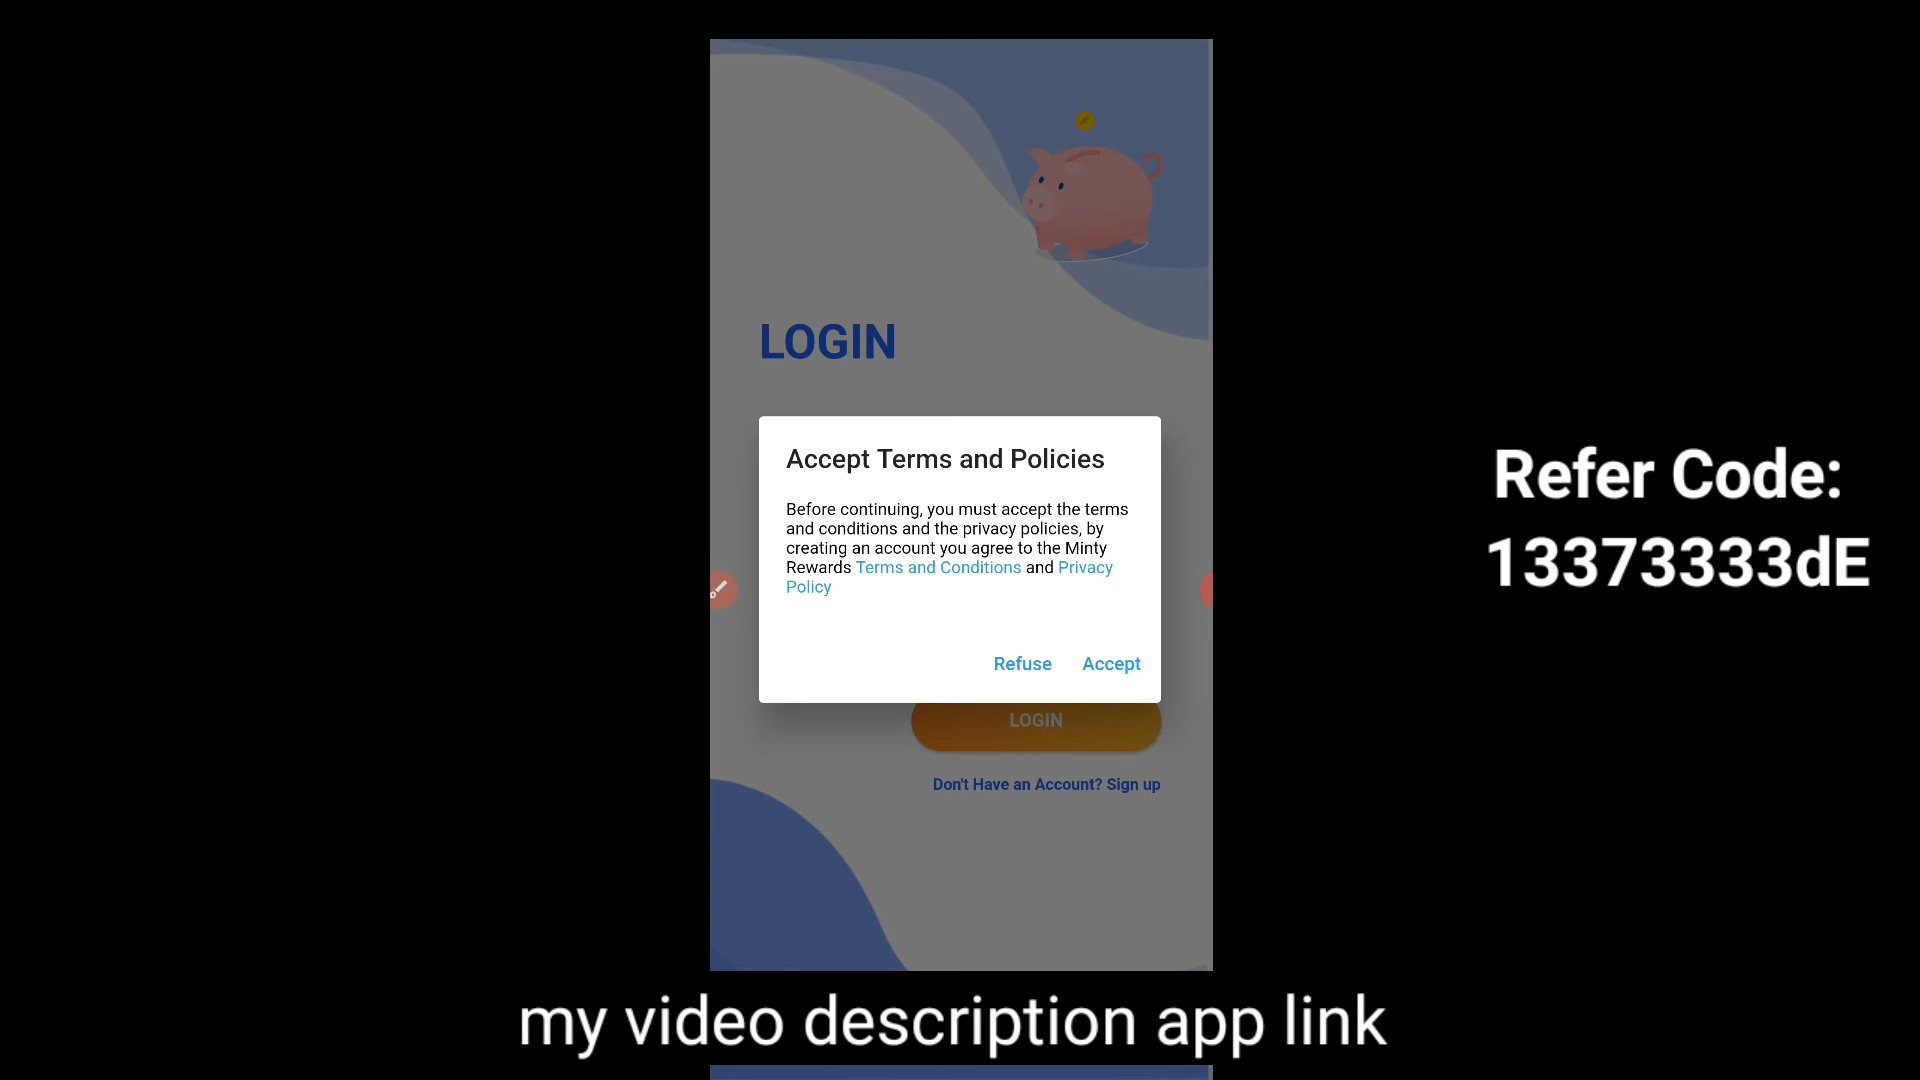 LOGIN
Accept Terms and Policies
Before continuing, you must accept the terms
and conditions and the privacy policies, by
creating an account you agree to the Minty
Rewards Terms and Conditions and Privacy
Policy
Refuse Accept
LOGIN
Don't Have an Account? Sign up
Refer Code:
13373333dE
my video description app link